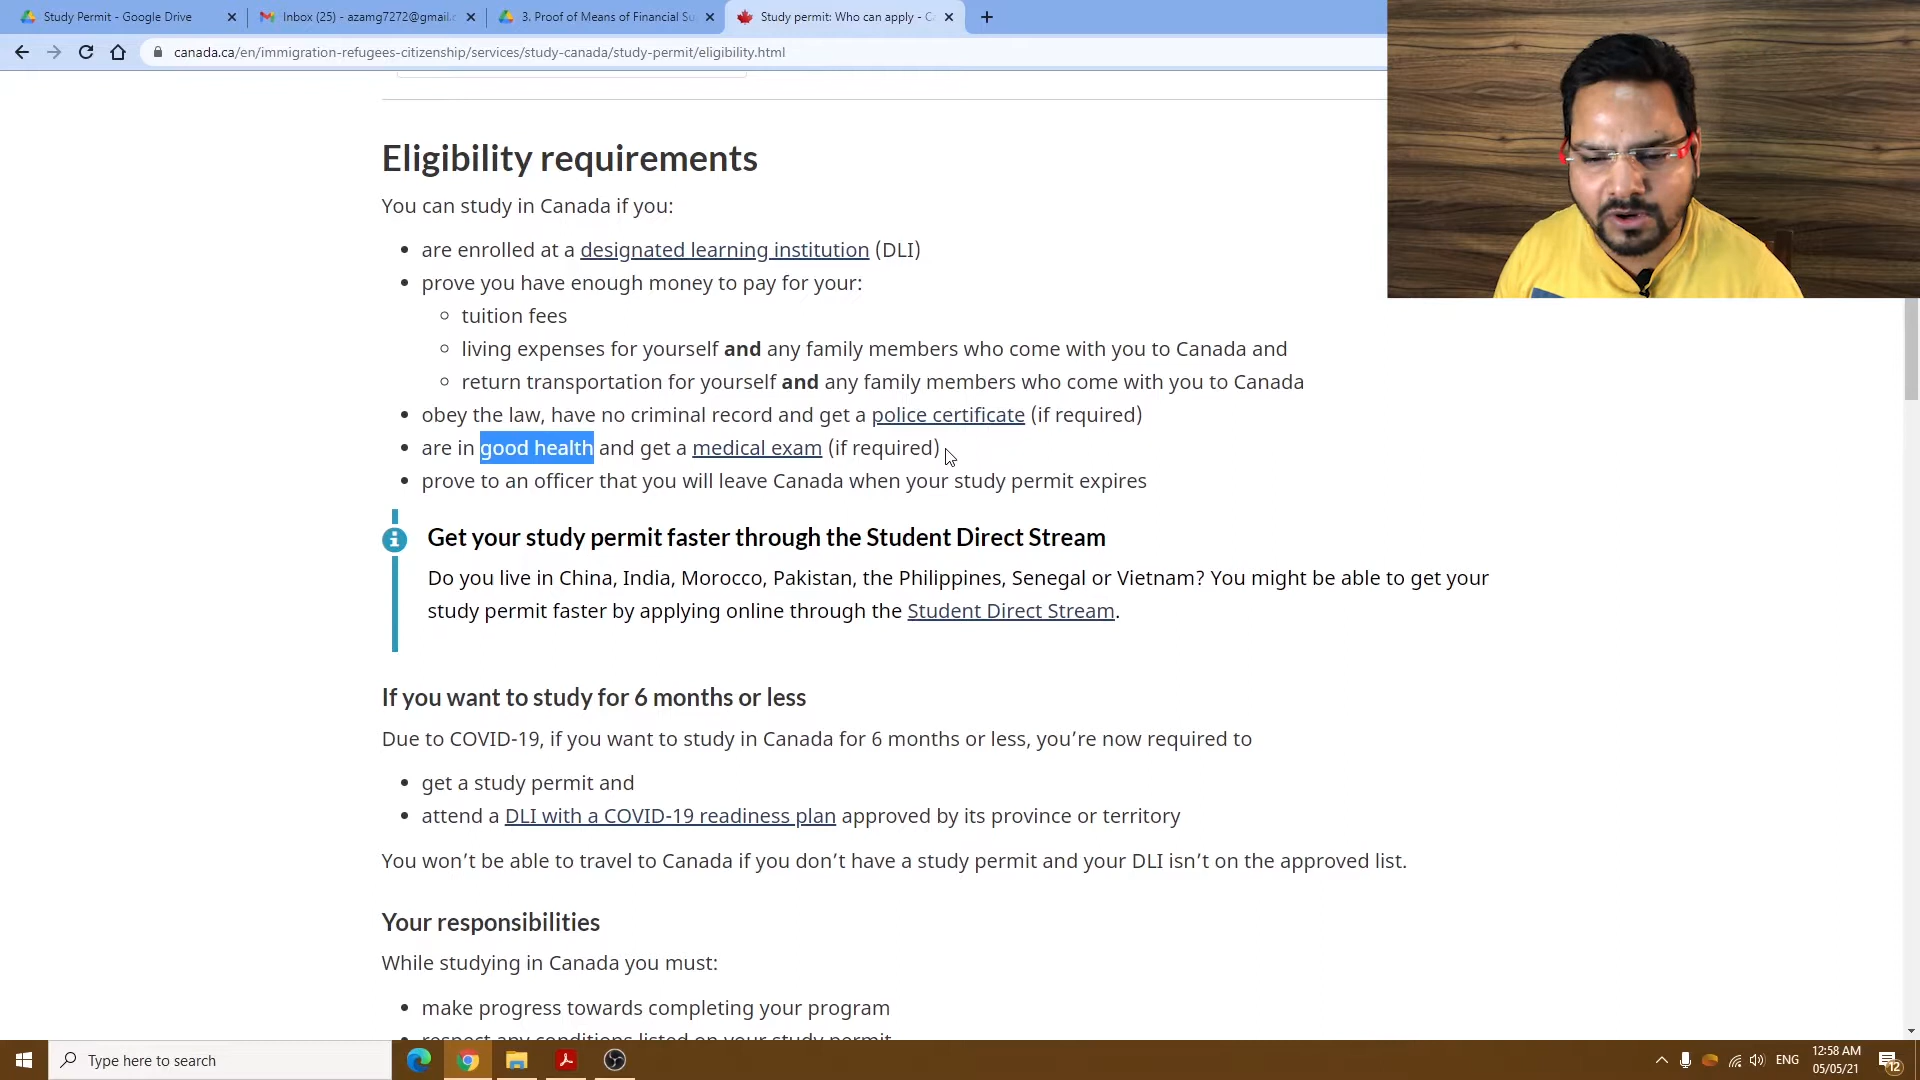 Study Permit - Google Drive
Inbox (25) - azamg7272@gmail.c
3. Proof of Means of Financial Su
Study permit: Who can apply - C
canada.ca/en/immigration-refugees-citizenship/services/study-canada/study-permit/eligibility.html
Eligibility requirements
You can study in Canada if you:
are enrolled at a designated learning institution (DLI)
prove you have enough money to pay for your:
tuition fees
living expenses for yourself and any family members who come with you to Canada and
return transportation for yourself and any family members who come with you to Canada
obey the law, have no criminal record and get a police certificate (if required)
are in good health and get a medical exam (if required)
prove to an officer that you will leave Canada when your study permit expires
Get your study permit faster through the Student Direct Stream
Do you live in China, India, Morocco, Pakistan, the Philippines, Senegal or Vietnam? You might be able to get your
study permit faster by applying online through the Student Direct Stream.
If you want to study for 6 months or less
Due to COVID-19, if you want to study in Canada for 6 months or less, you’re now required to
get a study permit and
attend a DLI with a COVID-19 readiness plan approved by its province or territory
You won’t be able to travel to Canada if you don’t have a study permit and your DLI isn’t on the approved list.
Your responsibilities
While studying in Canada you must:
make progress towards completing your program
respect any conditions listed on your study permit
Type here to search
ENG
12:58 AM
05/05/21
12